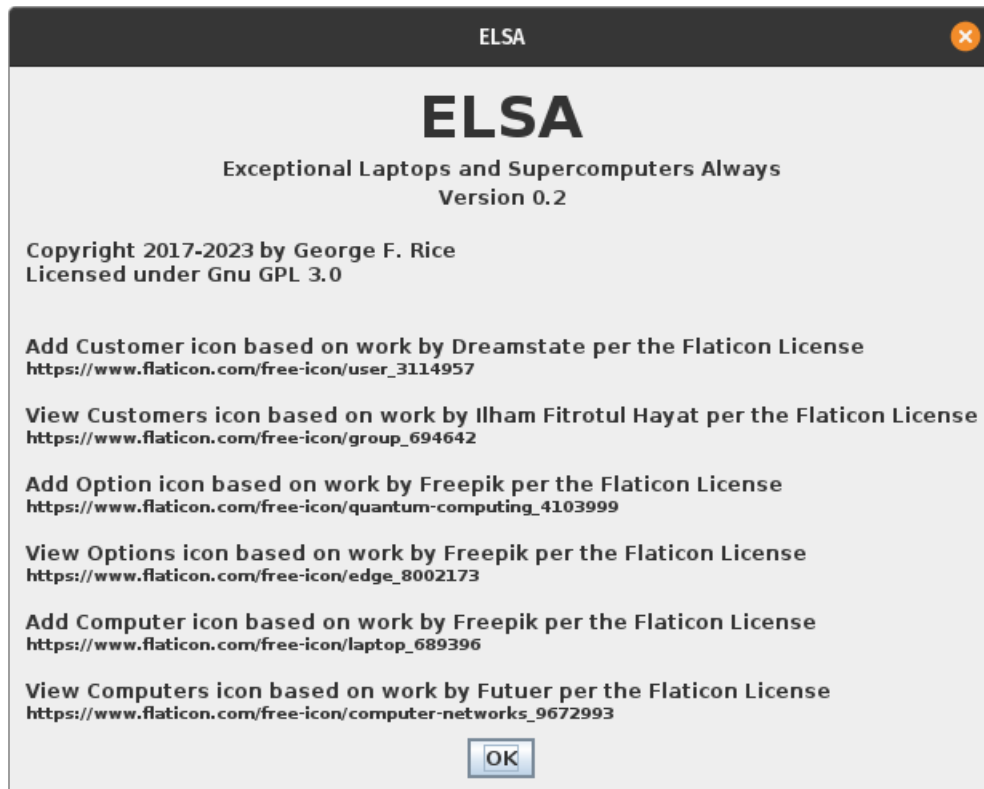 ELSA
ELSA
Exceptional Laptops and Supercomputers Always
Version 0.2
Copyright 2017-2023 by George F. Rice
Licensed under Gnu GPL 3.0
Add Customer icon based on work by Dreamstate per the Flaticon License
https://www.flaticon.com/free-icon/user_3114957
View Customers icon based on work by Ilham Fitrotul Hayat per the Flaticon License
https://www.flaticon.com/free-icon/group_694642
Add Option icon based on work by Freepik per the Flaticon License
https://www.flaticon.com/free-icon/quantum-computing_4103999
View Options icon based on work by Freepik per the Flaticon License
https://www.flaticon.com/free-icon/edge_8002173
Add Computer icon based on work by Freepik per the Flaticon License
https://www.flaticon.com/free-icon/laptop_689396
View Computers icon based on work by Futuer per the Flaticon License
https://www.flaticon.com/free-icon/computer-networks_9672993
OK